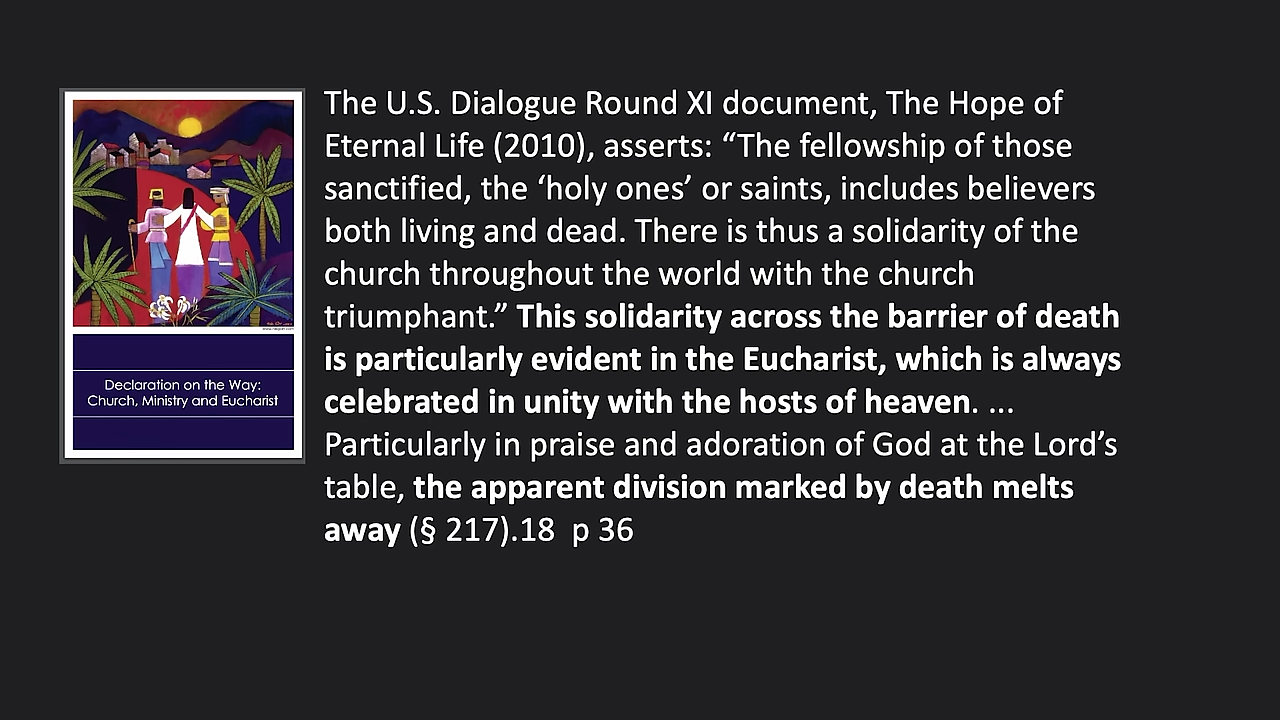 The U.S. Dialogue Round XI document, The Hope of
Eternal Life (2010), asserts: “The fellowship of those
sanctified, the ‘holy ones’ or saints, includes believers
both living and dead. There is thus a solidarity of the
church throughout the world with the church
triumphant.” This solidarity across the barrier of death
is particularly evident in the Eucharist, which is always
celebrated in unity with the hosts of heaven. ...
Particularly in praise and adoration of God at the Lord’s
table, the apparent division marked by death melts
away (§ 217).18 p 36
Declaration on the Way:
Church, Ministry and Eucharist